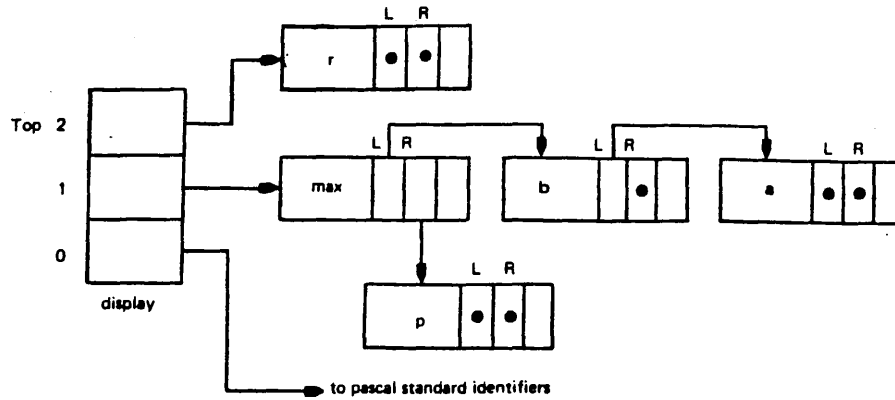 L R
r
Top 2
L R
L R
L R
1
max
b
a
0
L R
display
p
to pascal standard identifiers